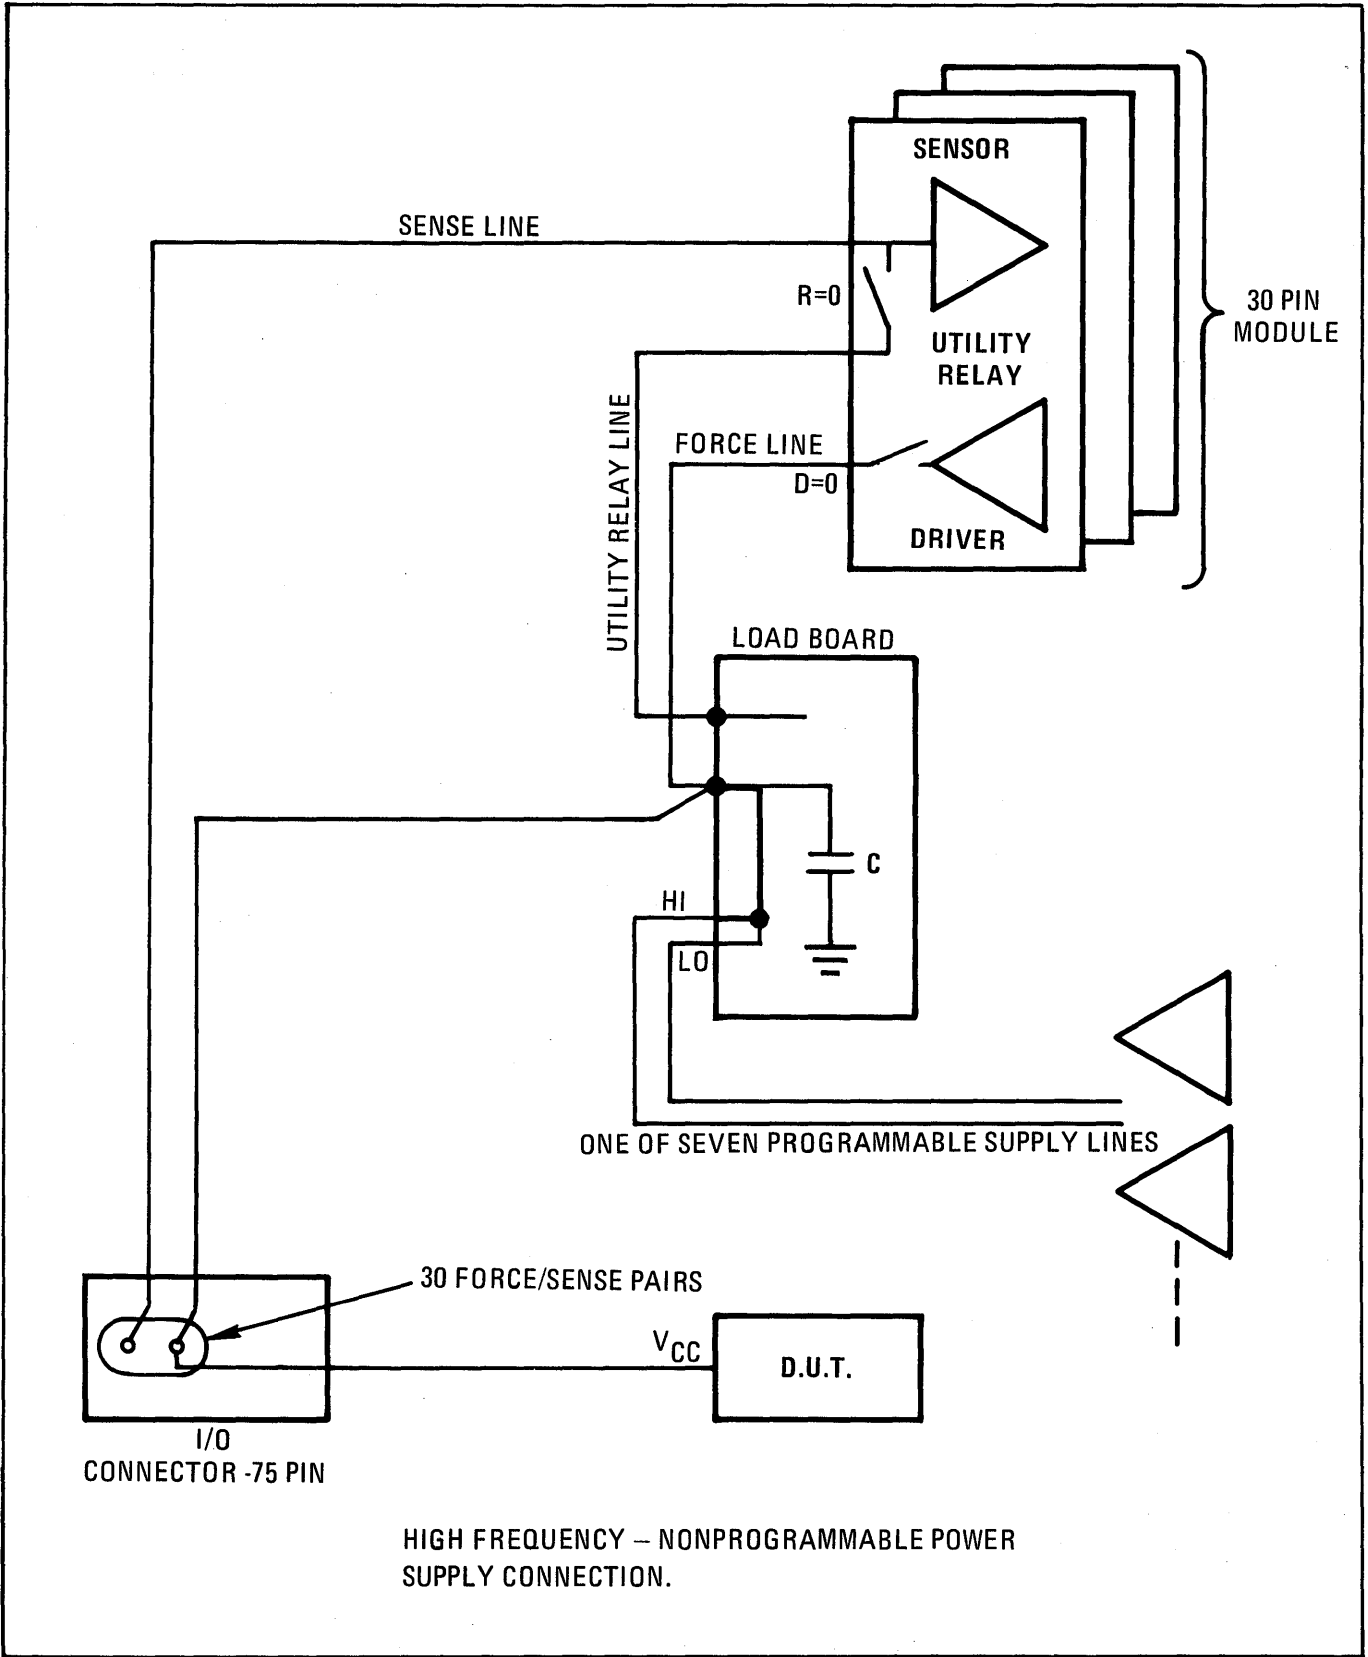 SENSOR
SENSE LINE
R=0
30 PIN
MODULE
UTILITY
RELAY
UTILITY RELAY LINE
FORCE LINE
D=0
DRIVER
LOAD BOARD
C
HI
LO
ONE OF SEVEN PROGRAMMABLE SUPPLY LINES
30 FORCE/SENSE PAIRS
VCC
D.U.T.
I/O
CONNECTOR -75 PIN
HIGH FREQUENCY – NONPROGRAMMABLE POWER
SUPPLY CONNECTION.